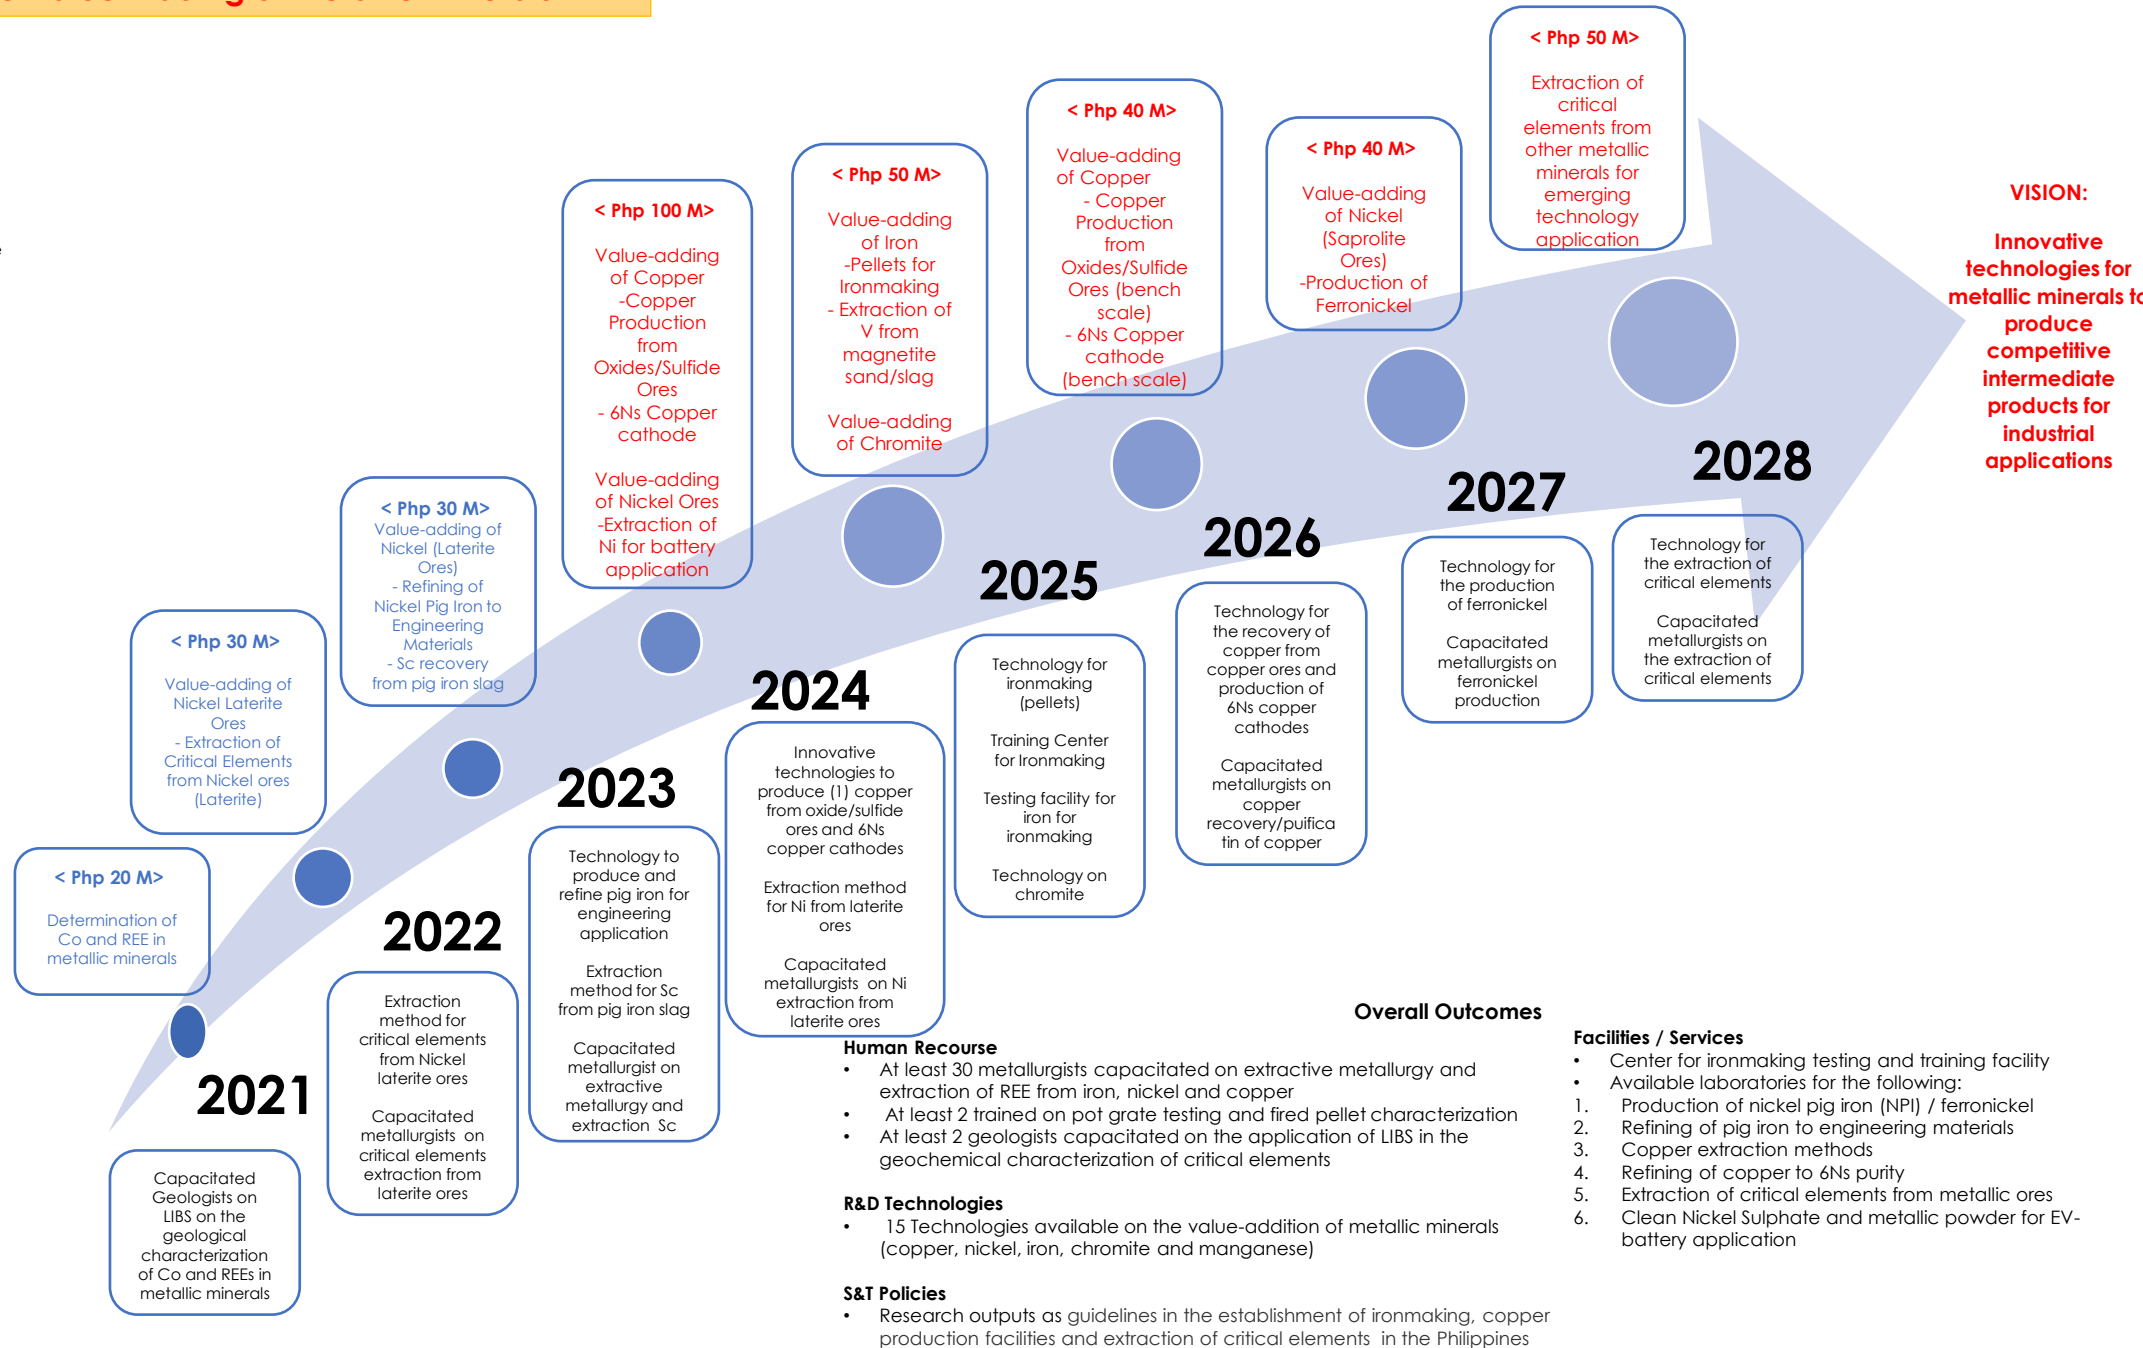 < Php 20 M>
Determination of
Co and REE in
metallic minerals
2021
Capacitated
Geologists on
LIBS on the
geological
characterization
of Co and REEs in
metallic minerals
< Php 30 M>
Value-adding of
Nickel Laterite
Ores
- Extraction of
Critical Elements
from Nickel ores
(Laterite)
2022
Extraction
method for
critical elements
from Nickel
laterite ores
Capacitated
metallurgists on
critical elements
extraction from
laterite ores
< Php 30 M>
Value-adding of
Nickel (Laterite
Ores)
- Refining of
Nickel Pig Iron to
Engineering
Materials
- Sc recovery
from pig iron slag
2023
Technology to
produce and
refine pig iron for
engineering
application
Extraction
method for Sc
from pig iron slag
Capacitated
metallurgist on
extractive
metallurgy and
extraction Sc
< Php 100 M>
Value-adding
of Copper
-Copper
Production
from
Oxides/Sulfide
Ores
- 6Ns Copper
cathode
Value-adding
of Nickel Ores
-Extraction of
Ni for battery
application
2024
Innovative
technologies to
produce (1) copper
from oxide/sulfide
ores and 6Ns
copper cathodes
Extraction method
for Ni from laterite
ores
Capacitated
metallurgists on Ni
extraction from
laterite ores
< Php 50 M>
Value-adding
of Iron
-Pellets for
Ironmaking
- Extraction of
V from
magnetite
sand/slag
Value-adding
of Chromite
2025
Technology for
ironmaking
(pellets)
Training Center
for Ironmaking
Testing facility for
iron for
ironmaking
Technology on
chromite
< Php 40 M>
Value-adding
of Copper
- Copper
Production
from
Oxides/Sulfide
Ores (bench
scale)
- 6Ns Copper
cathode
(bench scale)
2026
Technology for
the recovery of
copper from
copper ores and
production of
6Ns copper
cathodes
Capacitated
metallurgists on
copper
recovery/puifica
tin of copper
< Php 40 M>
Value-adding
of Nickel
(Saprolite
Ores)
-Production of
Ferronickel
2027
Technology for
the production
of ferronickel
Capacitated
metallurgists on
ferronickel
production
< Php 50 M>
Extraction of
critical
elements from
other metallic
minerals for
emerging
technology
application
2028
Technology for
the extraction of
critical elements
Capacitated
metallurgists on
the extraction of
critical elements
VISION:
Innovative
technologies for
metallic minerals to
produce
competitive
intermediate
products for
industrial
applications
Overall Outcomes
Human Recourse
• At least 30 metallurgists capacitated on extractive metallurgy and
extraction of REE from iron, nickel and copper
• At least 2 trained on pot grate testing and fired pellet characterization
• At least 2 geologists capacitated on the application of LIBS in the
geochemical characterization of critical elements
R&D Technologies
• 15 Technologies available on the value-addition of metallic minerals
(copper, nickel, iron, chromite and manganese)
S&T Policies
• Research outputs as guidelines in the establishment of ironmaking, copper
production facilities and extraction of critical elements in the Philippines
Facilities / Services
• Center for ironmaking testing and training facility
• Available laboratories for the following:
1. Production of nickel pig iron (NPI) / ferronickel
2. Refining of pig iron to engineering materials
3. Copper extraction methods
4. Refining of copper to 6Ns purity
5. Extraction of critical elements from metallic ores
6. Clean Nickel Sulphate and metallic powder for EV-
battery application